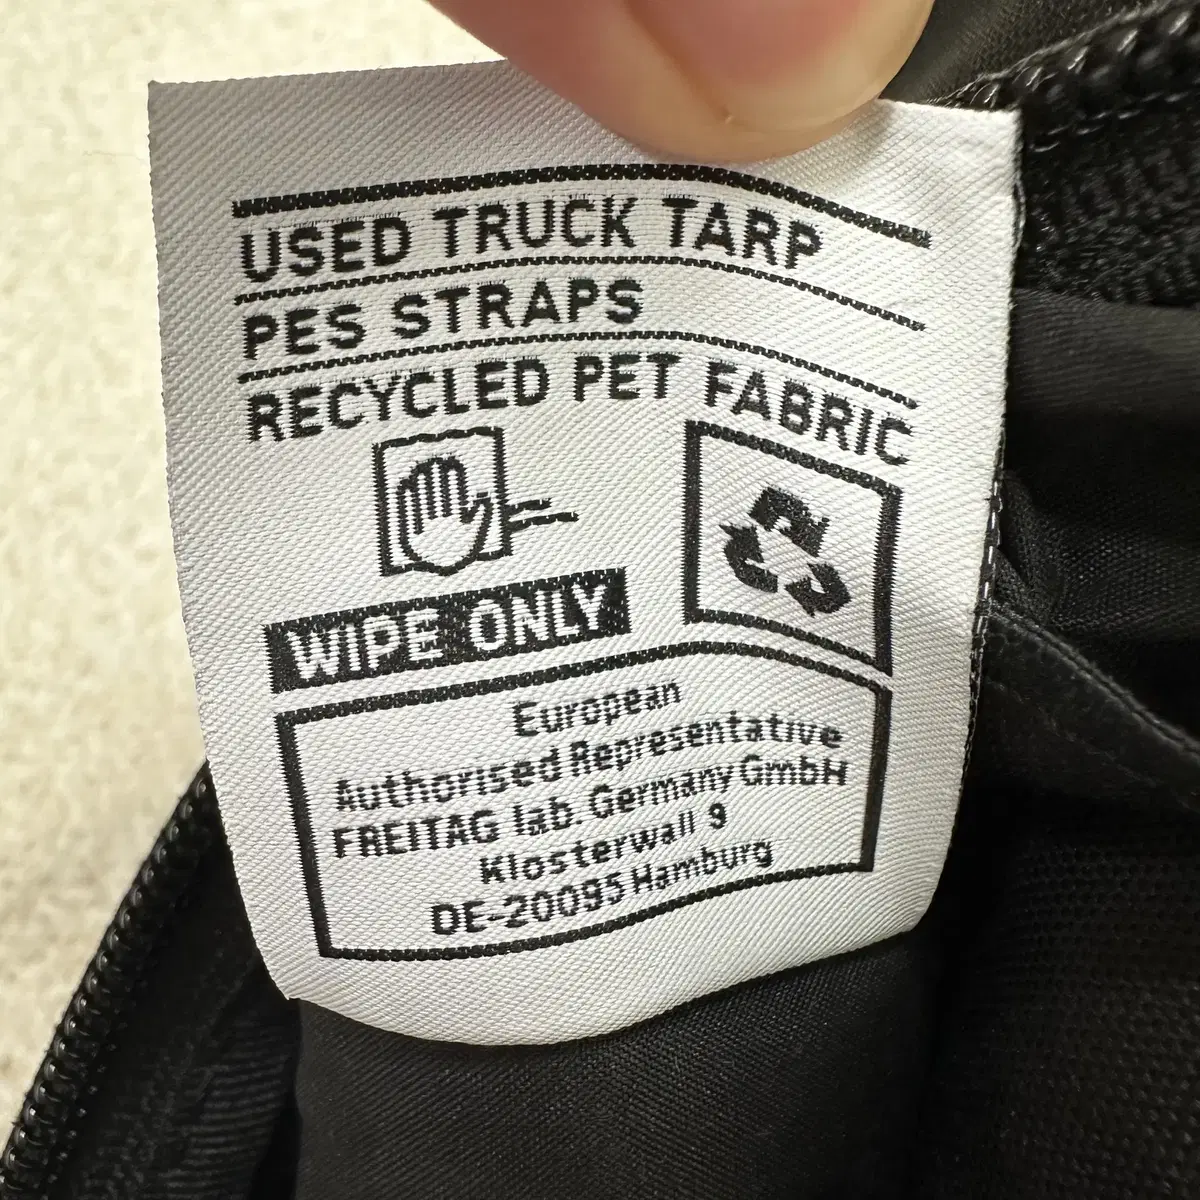 USED TRUCK TARP
PES STRAPS
RECYCLED PET FABRIC
WIPE ONLY
European
Authorised Representative
FREITAG lab. Germany GmbH
Klosterwall 9
DE-20095 Hamburg